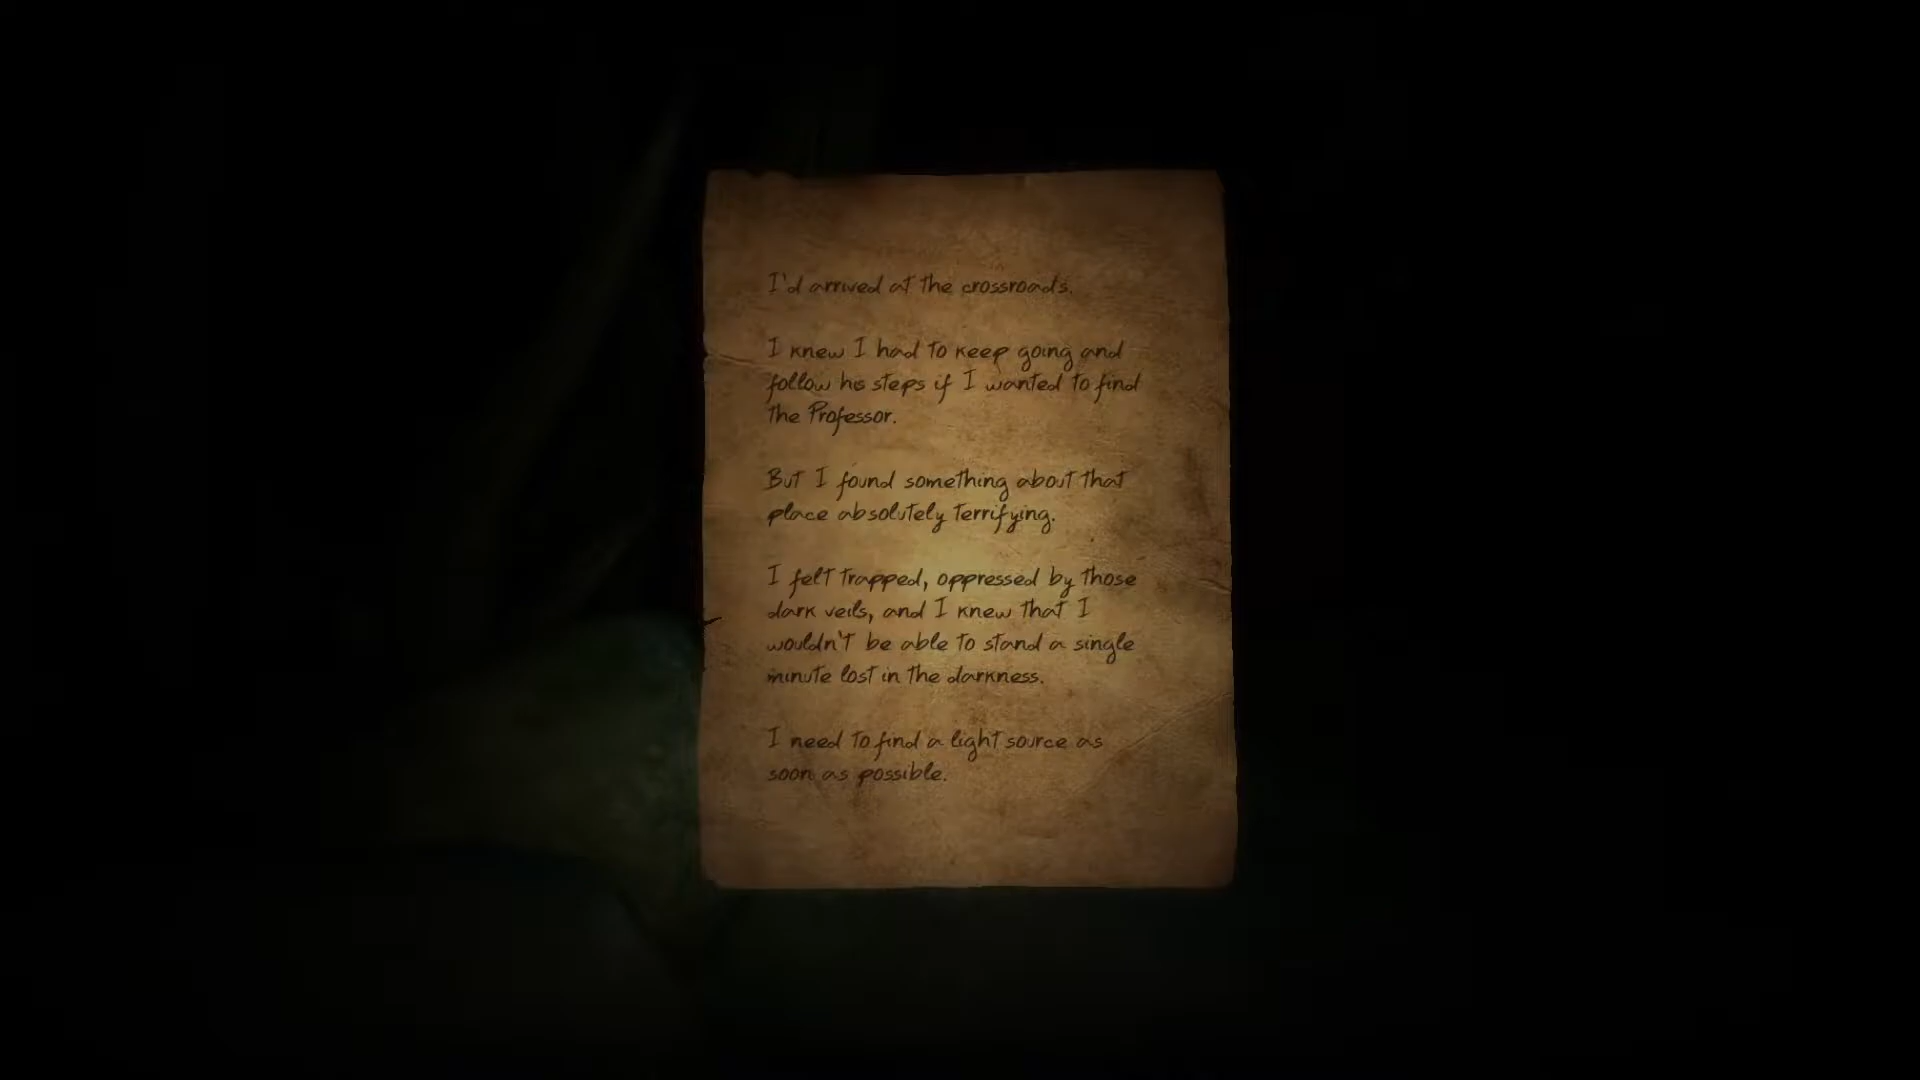 I'd arrived at the crossroads.
I knew I had to keep going and
follow his steps if I wanted to find
the Professor.
But I found something about that
place absolutely terrifying.
I felt trapped, oppressed by those
dark veils, and I knew that I
wouldn't be able to stand a single
minute lost in the darkness.
I need to find a light source as
soon as possible.